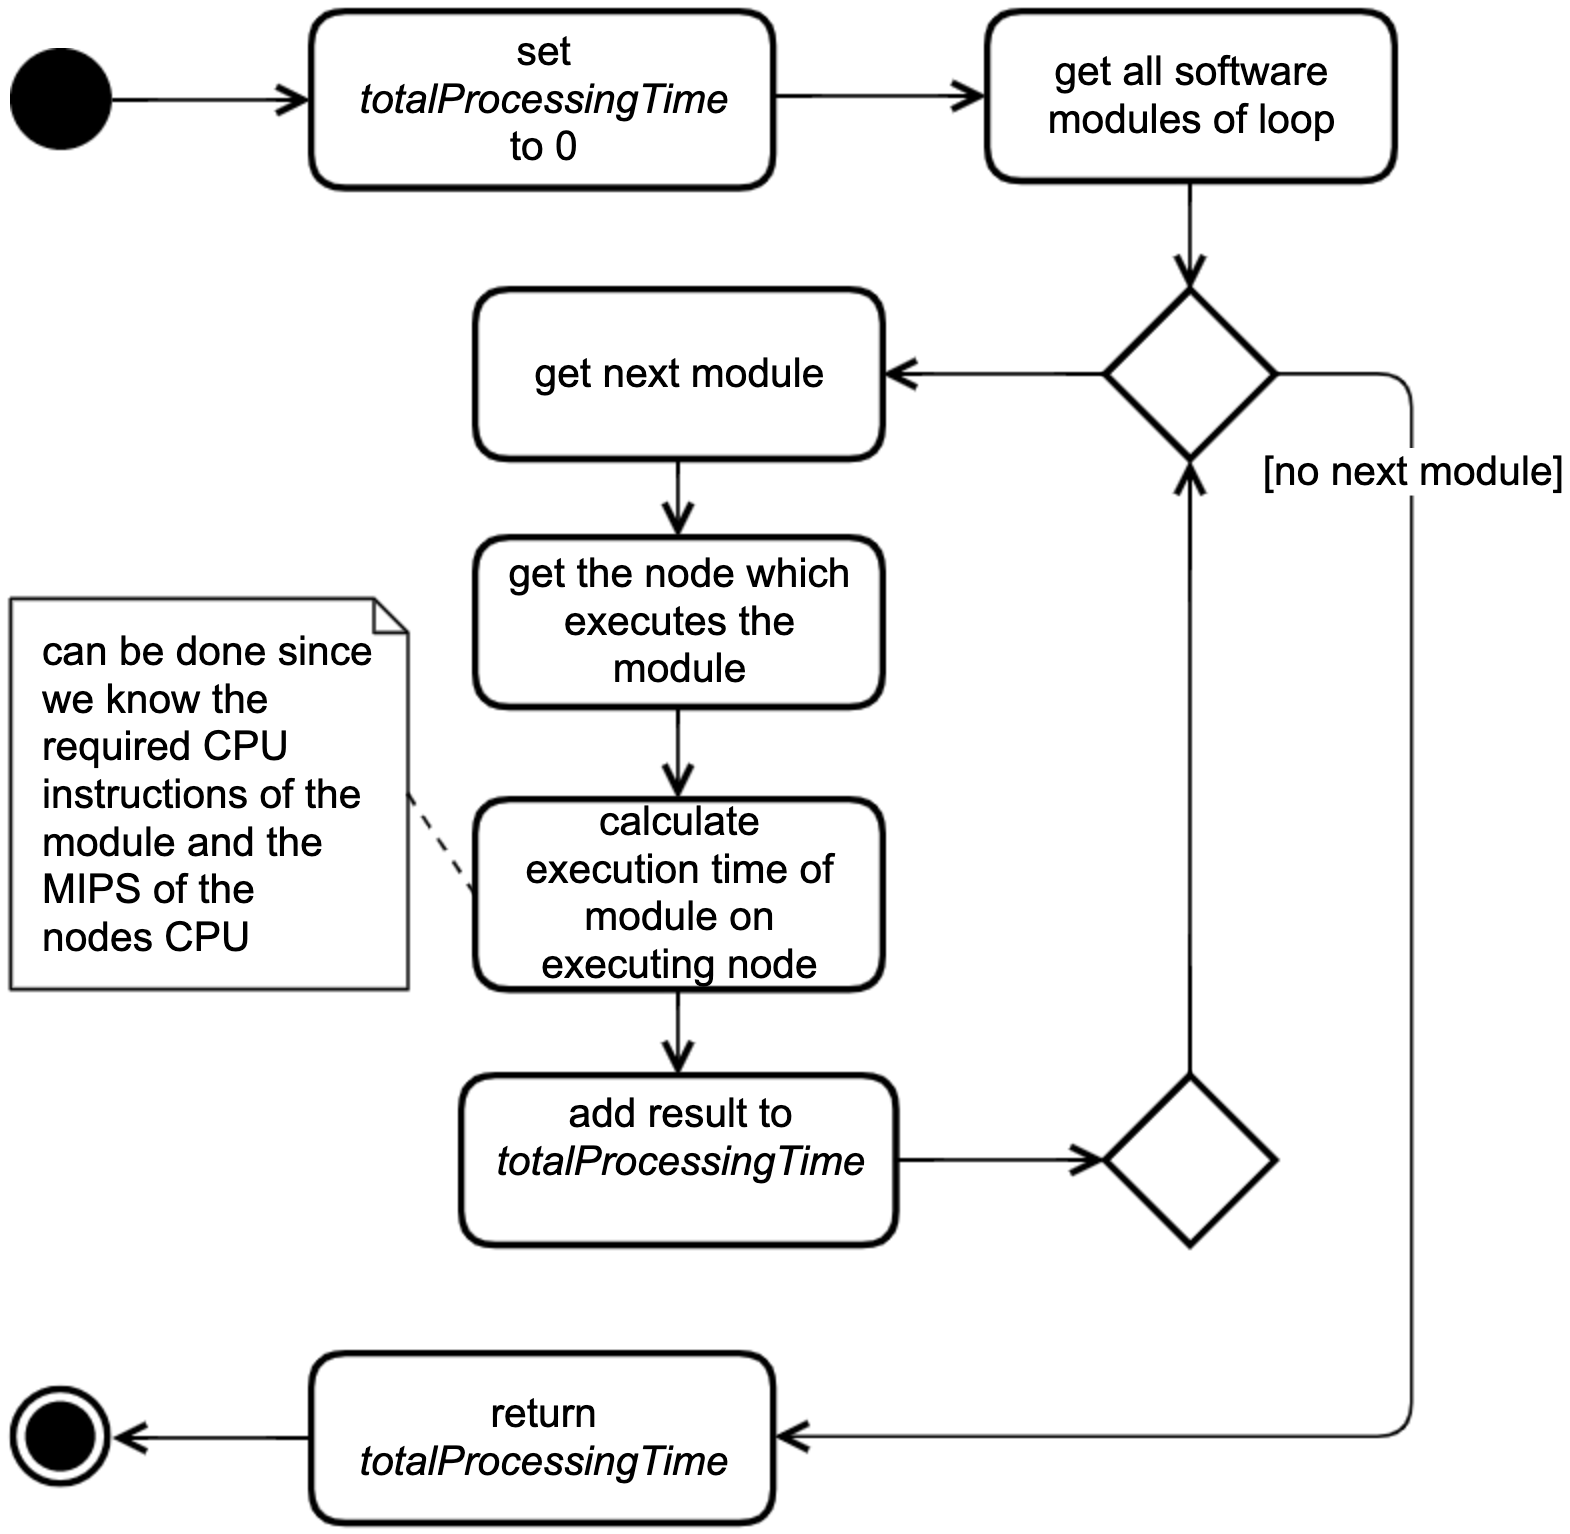 set
totalProcessingTime
to 0
get all software
modules of loop
get next module
[no next module]
get the node which
executes the
module
can be done since
we know the
required CPU
instructions of the
module and the
MIPS of the
nodes CPU
calculate
execution time of
module on
executing node
add result to
totalProcessingTime
return
totalProcessingTime